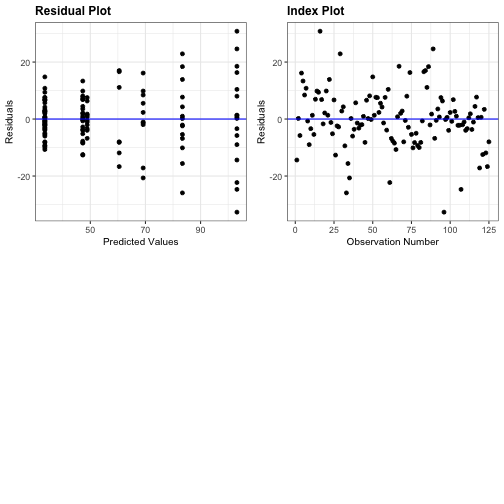 Residual Plot
Residuals
20
0
-20
50
70
90
Predicted Values
Index Plot
Residuals
20
0
-20
0
25
50
75
100
125
Observation Number